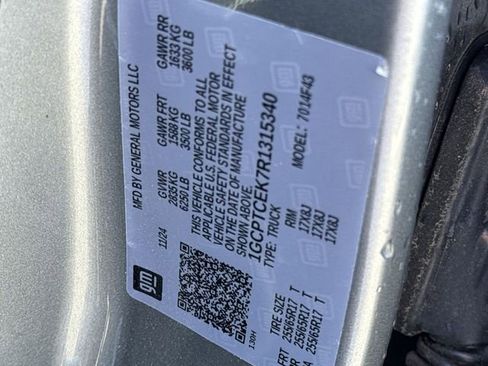 MFD BY GENERAL MOTORS LLC
11/24
GVWR GAWR FRT GAWR RR
2835 KG 1588 KG 1633 KG
6250 LB 3500 LB 3600 LB
THIS VEHICLE CONFORMS TO ALL
APPLICABLE U.S. FEDERAL MOTOR
VEHICLE SAFETY STANDARDS IN EFFECT
ON THE DATE OF MANUFACTURE
SHOWN ABOVE.
1GCPTCEK7R1315340
TYPE: TRUCK MODEL: 7014F43
gm
TIRE SIZE RIM
FRT 255/65R17 T 17X8J
RR 255/65R17 T 17X8J
255/65R17 T 17X8J